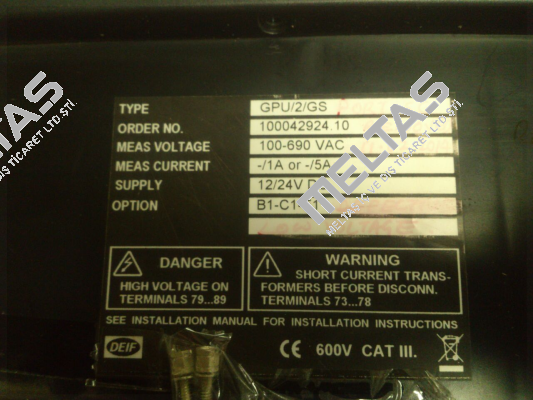 TYPE GPU/2/GS
ORDER NO. 100042924.10
MEAS VOLTAGE 100-690 VAC
MEAS CURRENT -/1A or -/5A
SUPPLY 12/24V
OPTION
DANGER
HIGH VOLTAGE ON
TERMINALS 79...89
WARNING
SHORT CURRENT TRANS-
FORMERS BEFORE DISCONN.
TERMINALS 73...78
SEE INSTALLATION MANUAL FOR INSTALLATION INSTRUCTIONS
DEIF
CE 600V CAT III.
MELTAS
MELTAS
MELTAS